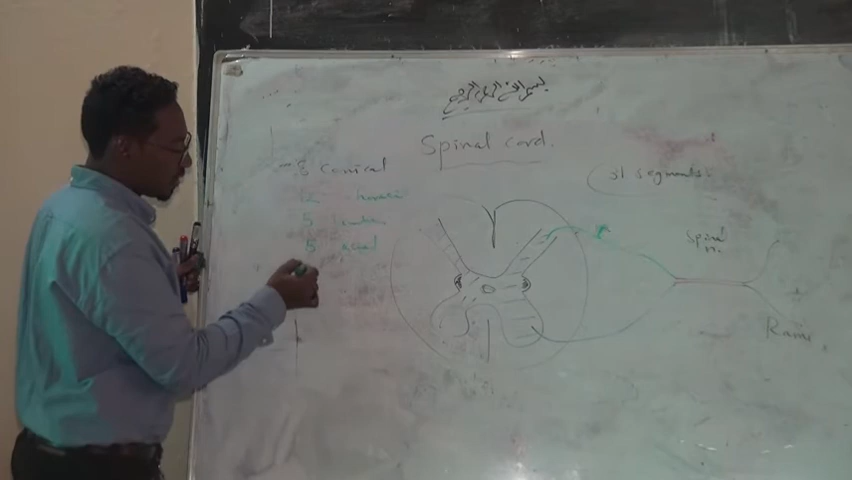 بسم الله الرحمن الرحيم
Spinal cord.
31 segments
8 cervical
12 thoracic
5 lumbar
5 sacral
Spinal
n.
Rami